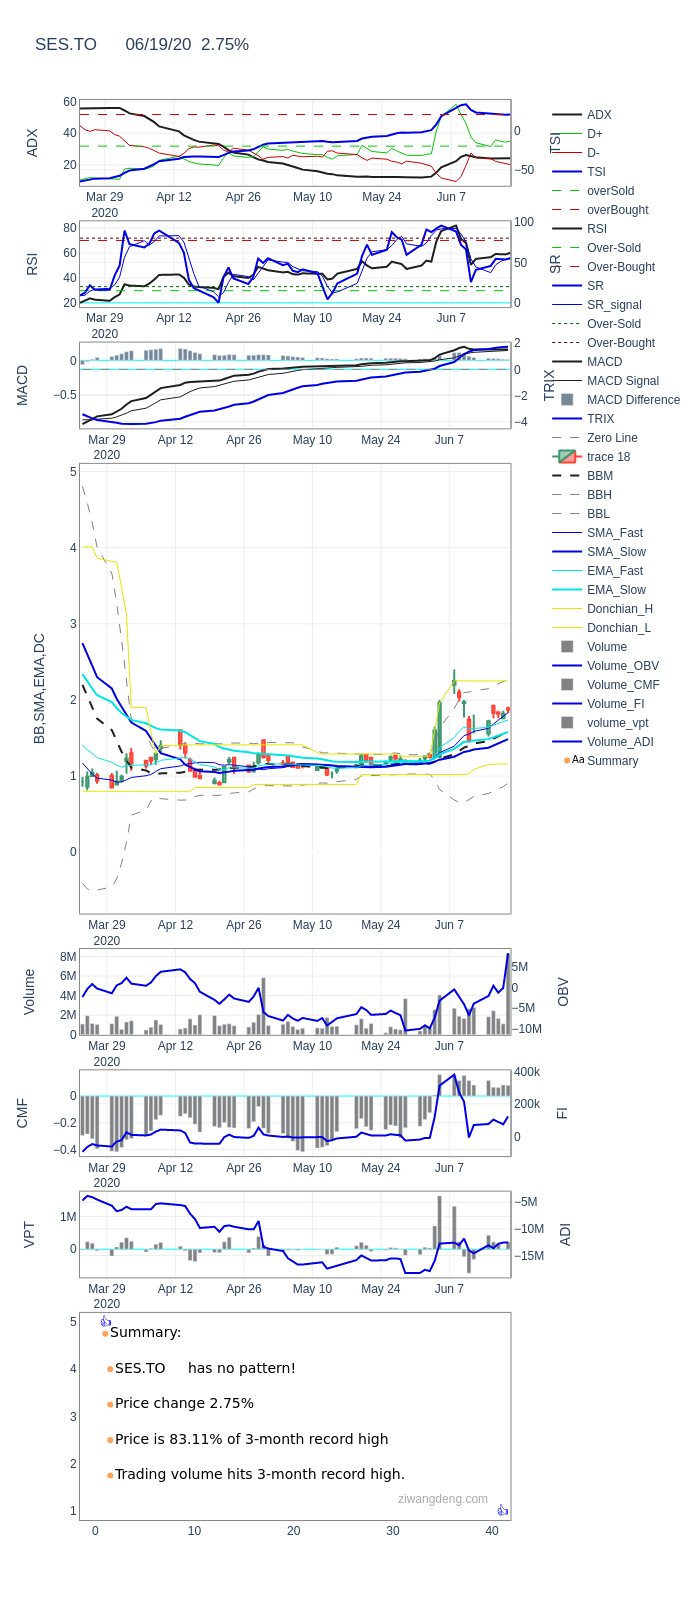 SES.TO 06/19/20 2.75%
60
40
20
ADX
0
−50
TSI
Mar 29 Apr 12 Apr 26 May 10 May 24 Jun 7
2020
80
60
40
20
RSI
100
50
0
SR
Mar 29 Apr 12 Apr 26 May 10 May 24 Jun 7
2020
0
−0.5
MACD
2
0
−2
−4
TRIX
Mar 29 Apr 12 Apr 26 May 10 May 24 Jun 7
2020
5
4
3
2
1
0
BB,SMA,EMA,DC
Mar 29 Apr 12 Apr 26 May 10 May 24 Jun 7
2020
8M
6M
4M
2M
0
Volume
5M
0
−5M
−10M
OBV
Mar 29 Apr 12 Apr 26 May 10 May 24 Jun 7
2020
0
−0.2
−0.4
CMF
400k
200k
0
FI
Mar 29 Apr 12 Apr 26 May 10 May 24 Jun 7
2020
1M
0
VPT
−5M
−10M
−15M
ADI
Mar 29 Apr 12 Apr 26 May 10 May 24 Jun 7
2020
5
4
3
2
1
Summary:
SES.TO has no pattern!
Price change 2.75%
Price is 83.11% of 3-month record high
Trading volume hits 3-month record high.
ziwangdeng.com
0 10 20 30 40
ADX
D+
D-
TSI
overSold
overBought
RSI
Over-Sold
Over-Bought
SR
SR_signal
Over-Sold
Over-Bought
MACD
MACD Signal
MACD Difference
TRIX
Zero Line
trace 18
BBM
BBH
BBL
SMA_Fast
SMA_Slow
EMA_Fast
EMA_Slow
Donchian_H
Donchian_L
Volume
Volume_OBV
Volume_CMF
Volume_FI
volume_vpt
Volume_ADI
Aa Summary